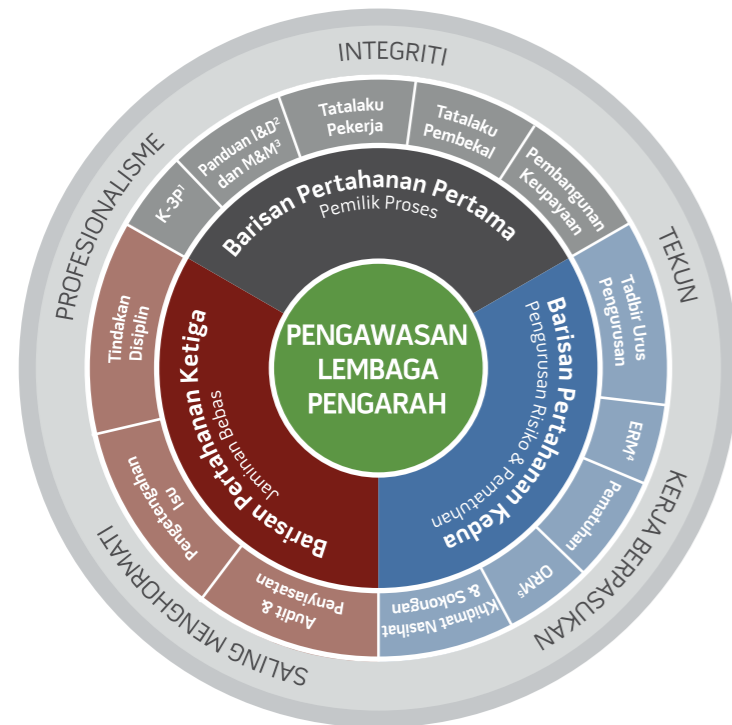 INTEGRITI
TEKUN
KERJA BERPASUKAN
SALING MENGHORMATI
PROFESIONALISME
K-3P¹
Panduan I&D²
dan M&M³
Tatalaku
Pekerja
Tatalaku
Pembekal
Pembangunan
Keupayaan
Tadbir Urus
Pengurusan
ERM⁴
Pematuhan
ORM⁵
Khidmat Nasihat
& Sokongan
Audit &
Penyiasatan
Pengetengahan
Isu
Tindakan
Disiplin
Barisan Pertahanan Pertama
Pemilik Proses
Barisan Pertahanan Kedua
Pengurusan Risiko & Pematuhan
Barisan Pertahanan Ketiga
Jaminan Bebas
PENGAWASAN
LEMBAGA
PENGARAH